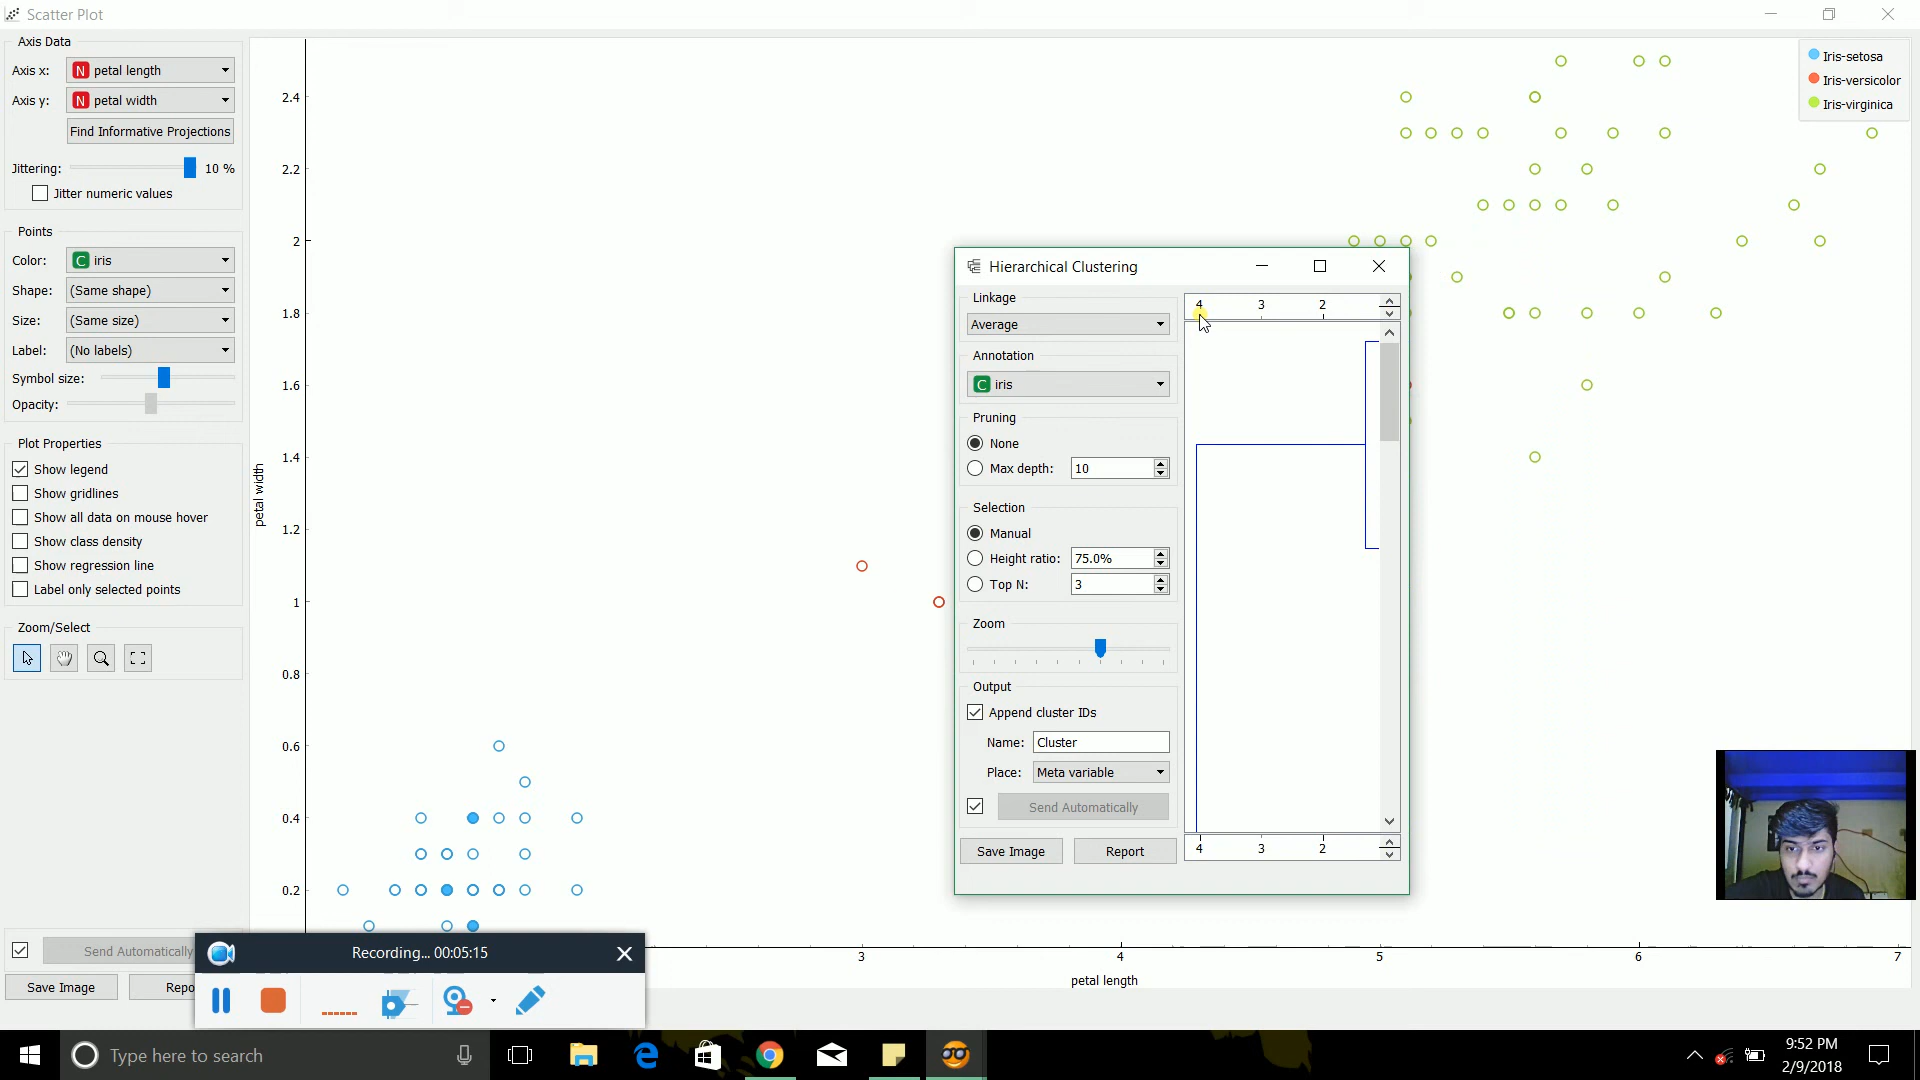 Scatter Plot
Axis Data
Axis x: N petal length
Axis y: N petal width
Find Informative Projections
Jittering: 10 %
Jitter numeric values
Points
Color: C iris
Shape: (Same shape)
Size: (Same size)
Label: (No labels)
Symbol size:
Opacity:
Plot Properties
Show legend
Show gridlines
Show all data on mouse hover
Show class density
Show regression line
Label only selected points
Zoom/Select
Send Automatically
Save Image
Repo
petal width
2.4
2.2
2
1.8
1.6
1.4
1.2
1
0.8
0.6
0.4
0.2
3 4 5 6 7
petal length
Iris-setosa
Iris-versicolor
Iris-virginica
Hierarchical Clustering
Linkage
Average
Annotation
C iris
Pruning
None
Max depth: 10
Selection
Manual
Height ratio: 75.0%
Top N: 3
Zoom
Output
Append cluster IDs
Name: Cluster
Place: Meta variable
Send Automatically
Save Image Report
4 3 2
4 3 2
Recording... 00:05:15
Type here to search
9:52 PM
2/9/2018